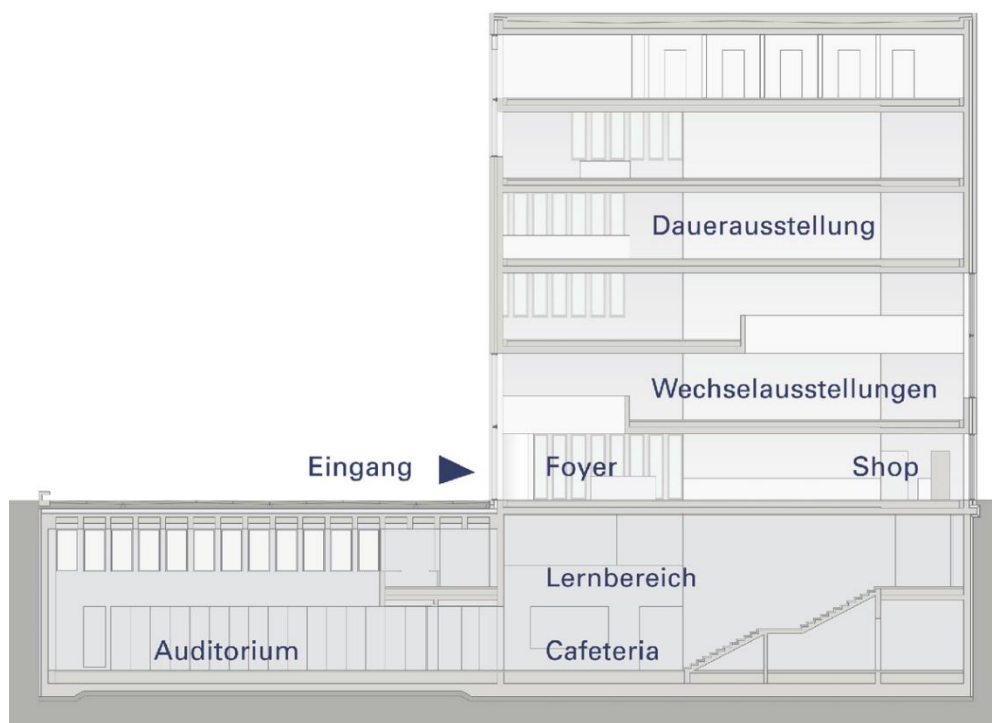 Dauerausstellung
Wechselausstellungen
Eingang Foyer Shop
Lernbereich
Auditorium Cafeteria